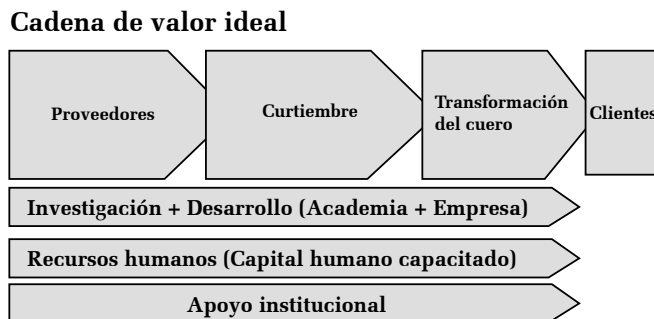 Cadena de valor ideal
Proveedores
Curtiembre
Transformación
del cuero
Clientes
Investigación + Desarrollo (Academia + Empresa)
Recursos humanos (Capital humano capacitado)
Apoyo institucional